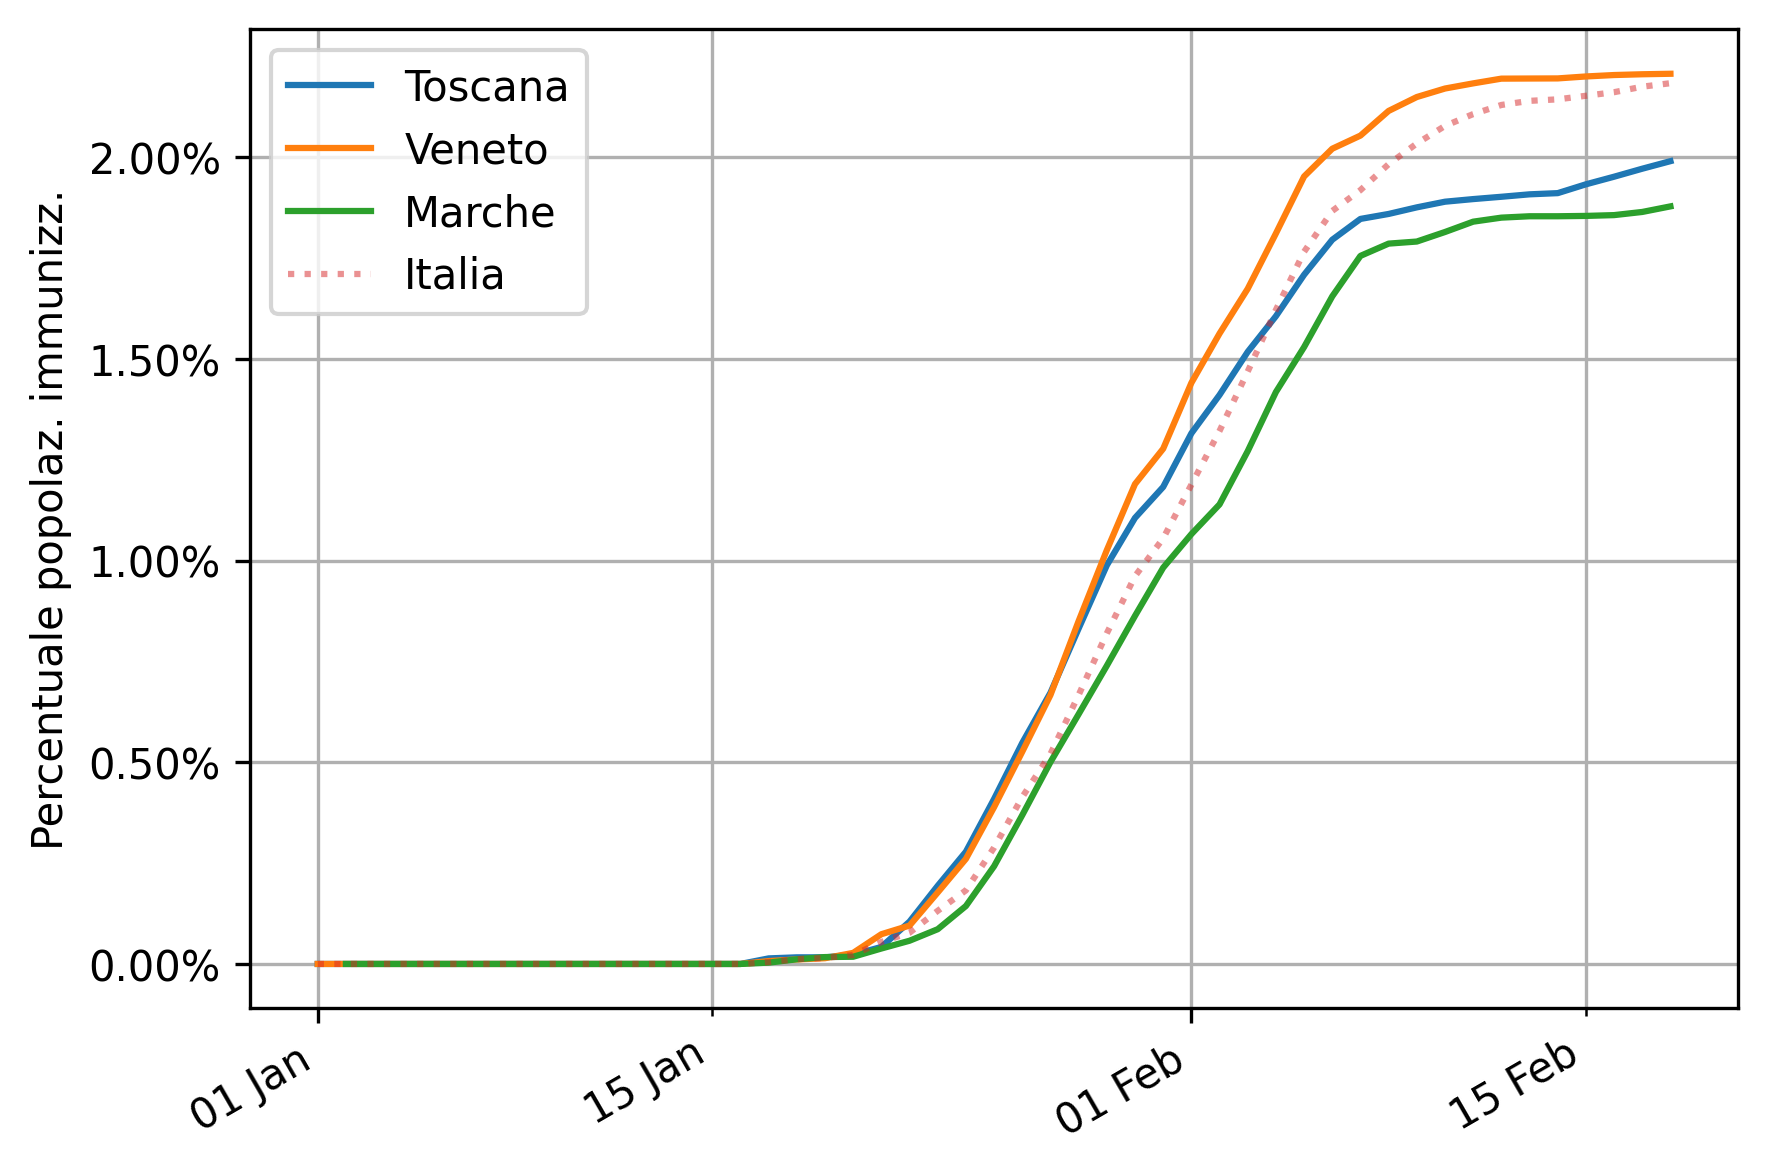 Toscana
Veneto
Marche
Italia
Percentuale popolaz. immunizz.
2.00%
1.50%
1.00%
0.50%
0.00%
01 Jan
15 Jan
01 Feb
15 Feb